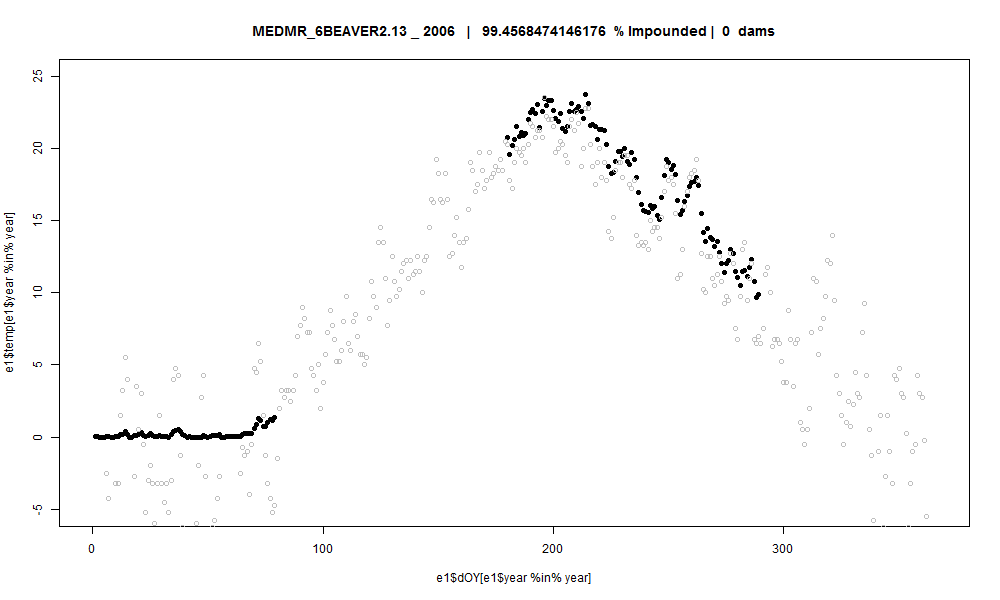 MEDMR_6BEAVER2.13 _ 2006 | 99.4568474146176 % Impounded | 0 dams
e1$temp[e1$year %in% year]
25
20
15
10
5
0
-5
0 100 200 300
e1$dOY[e1$year %in% year]